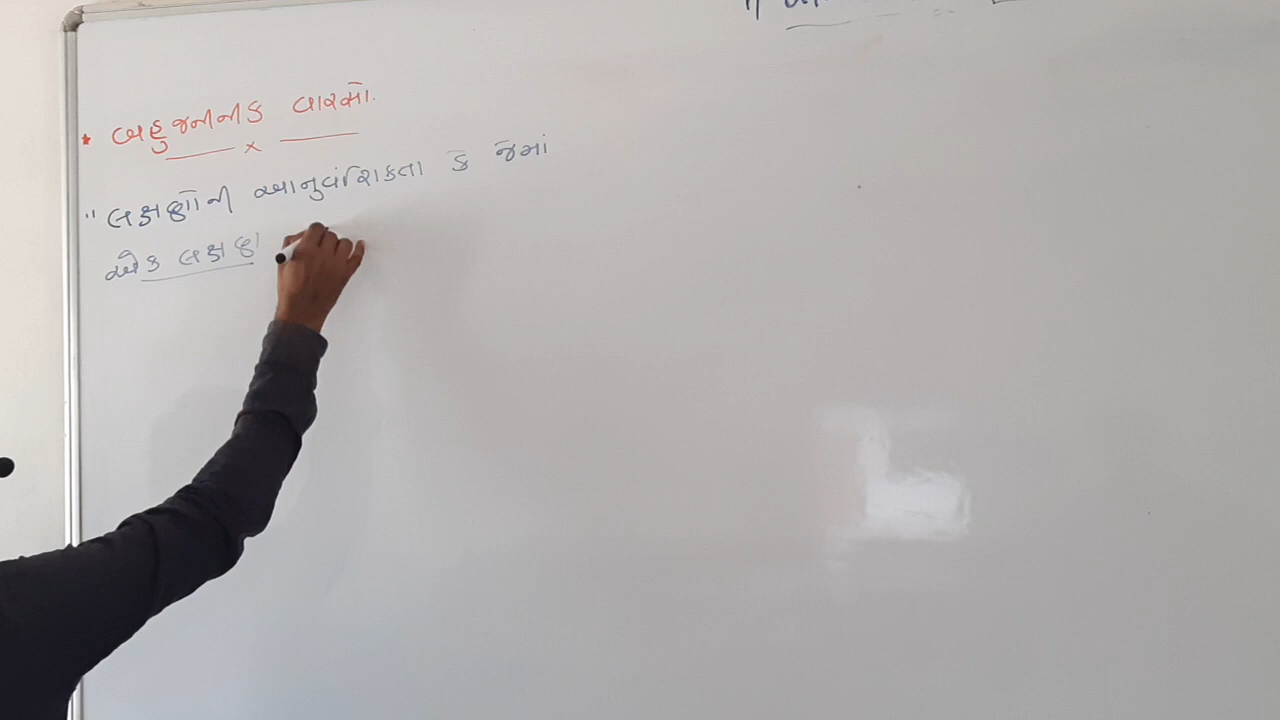 * બહુજનીનીક વારસો.
"લક્ષણોની આનુવંશિકતા કે જેમાં
એક લક્ષણ